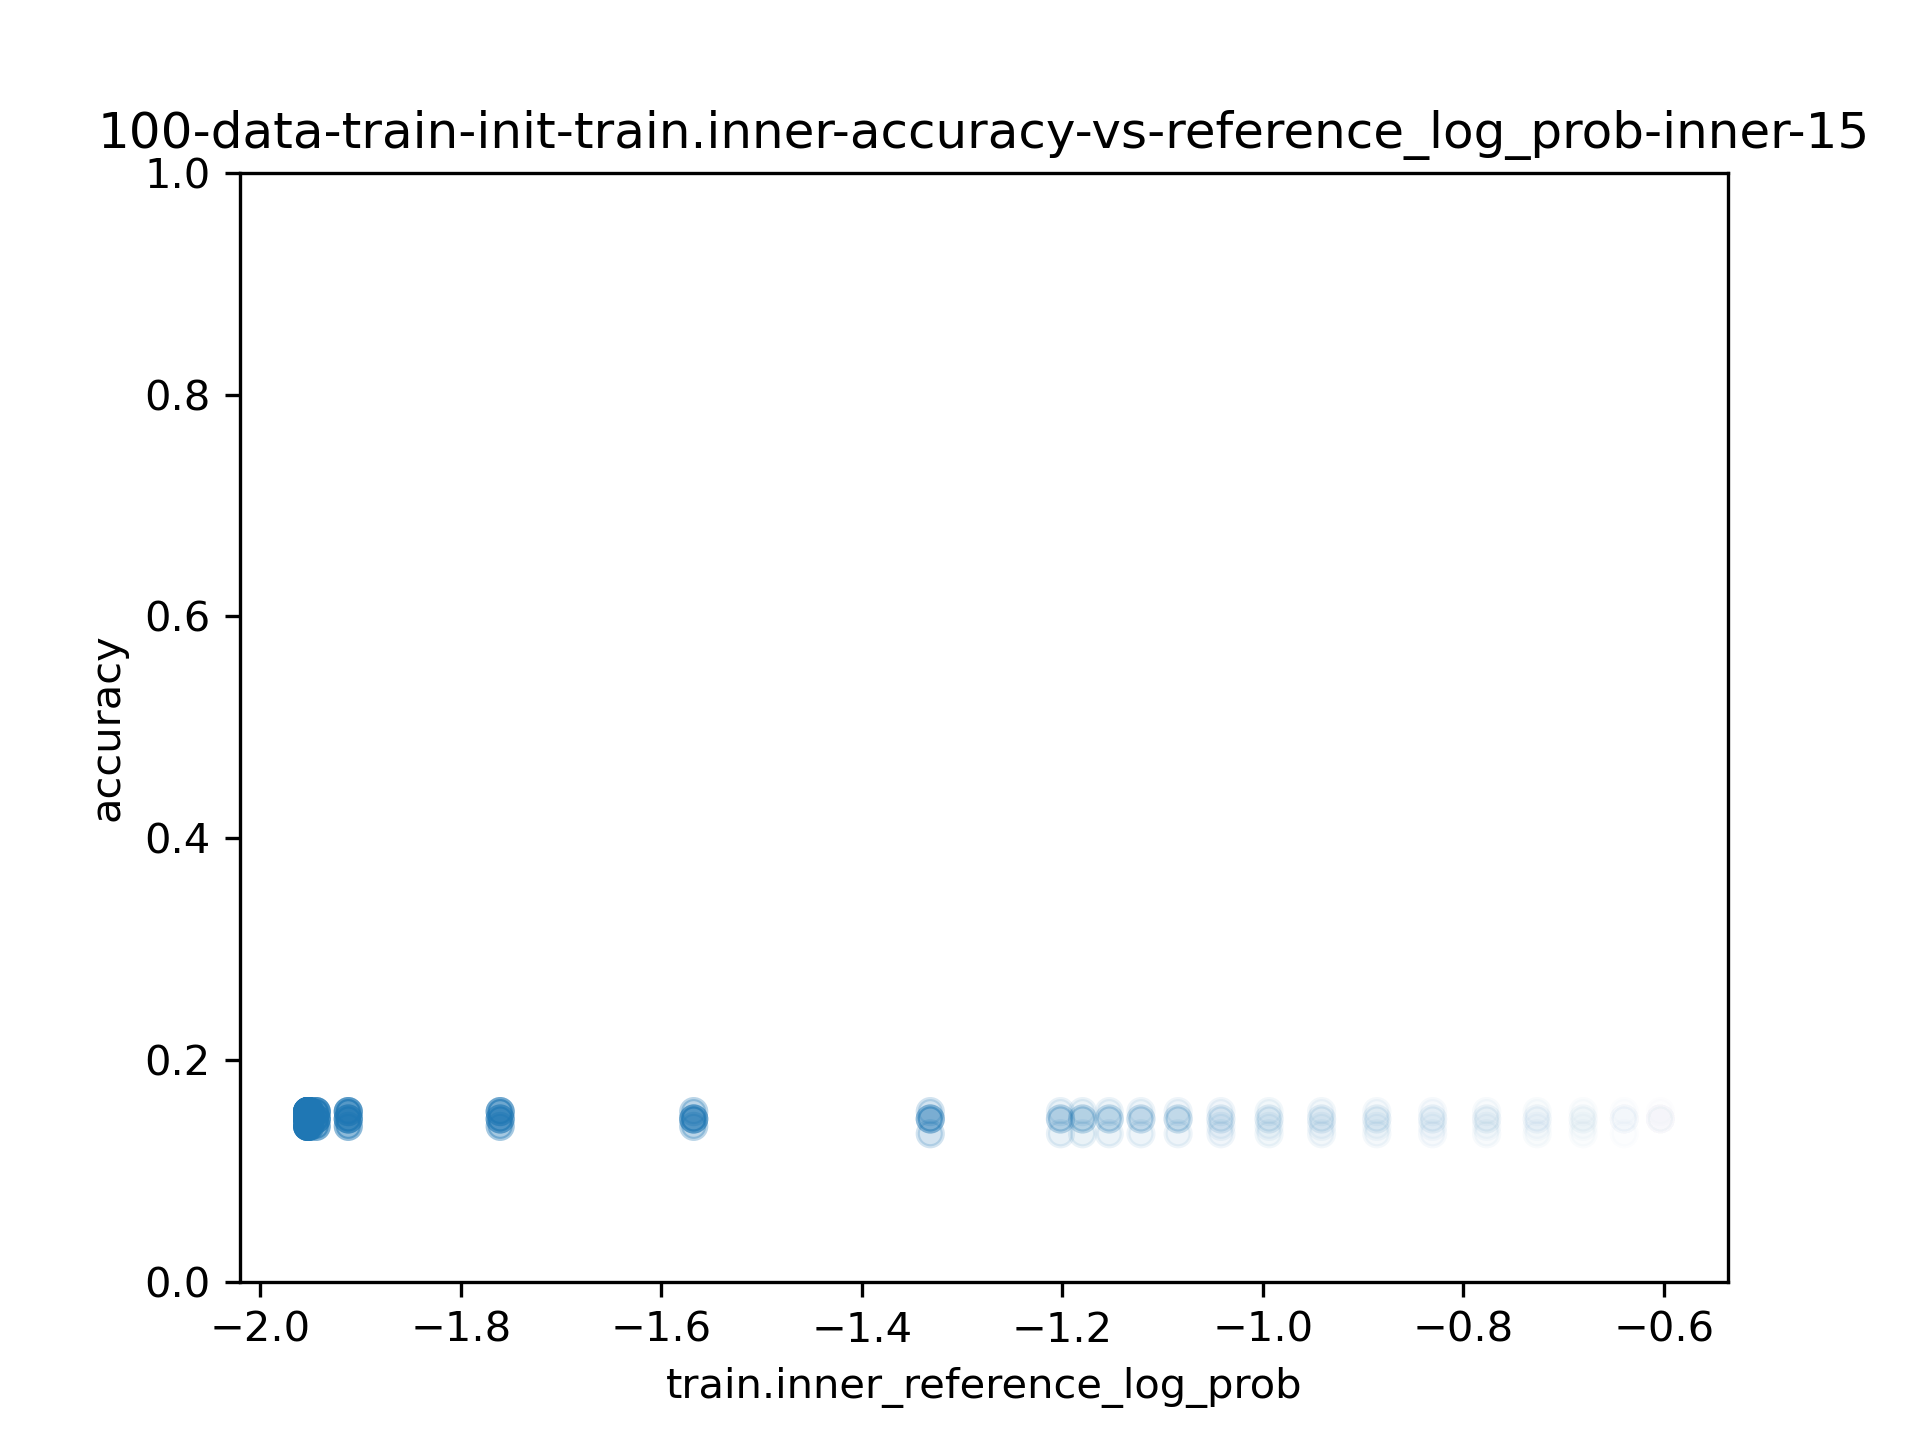 100-data-train-init-train.inner-accuracy-vs-reference_log_prob-inner-15
1.0
0.8
0.6
0.4
0.2
0.0
accuracy
−2.0 −1.8 −1.6 −1.4 −1.2 −1.0 −0.8 −0.6
train.inner_reference_log_prob